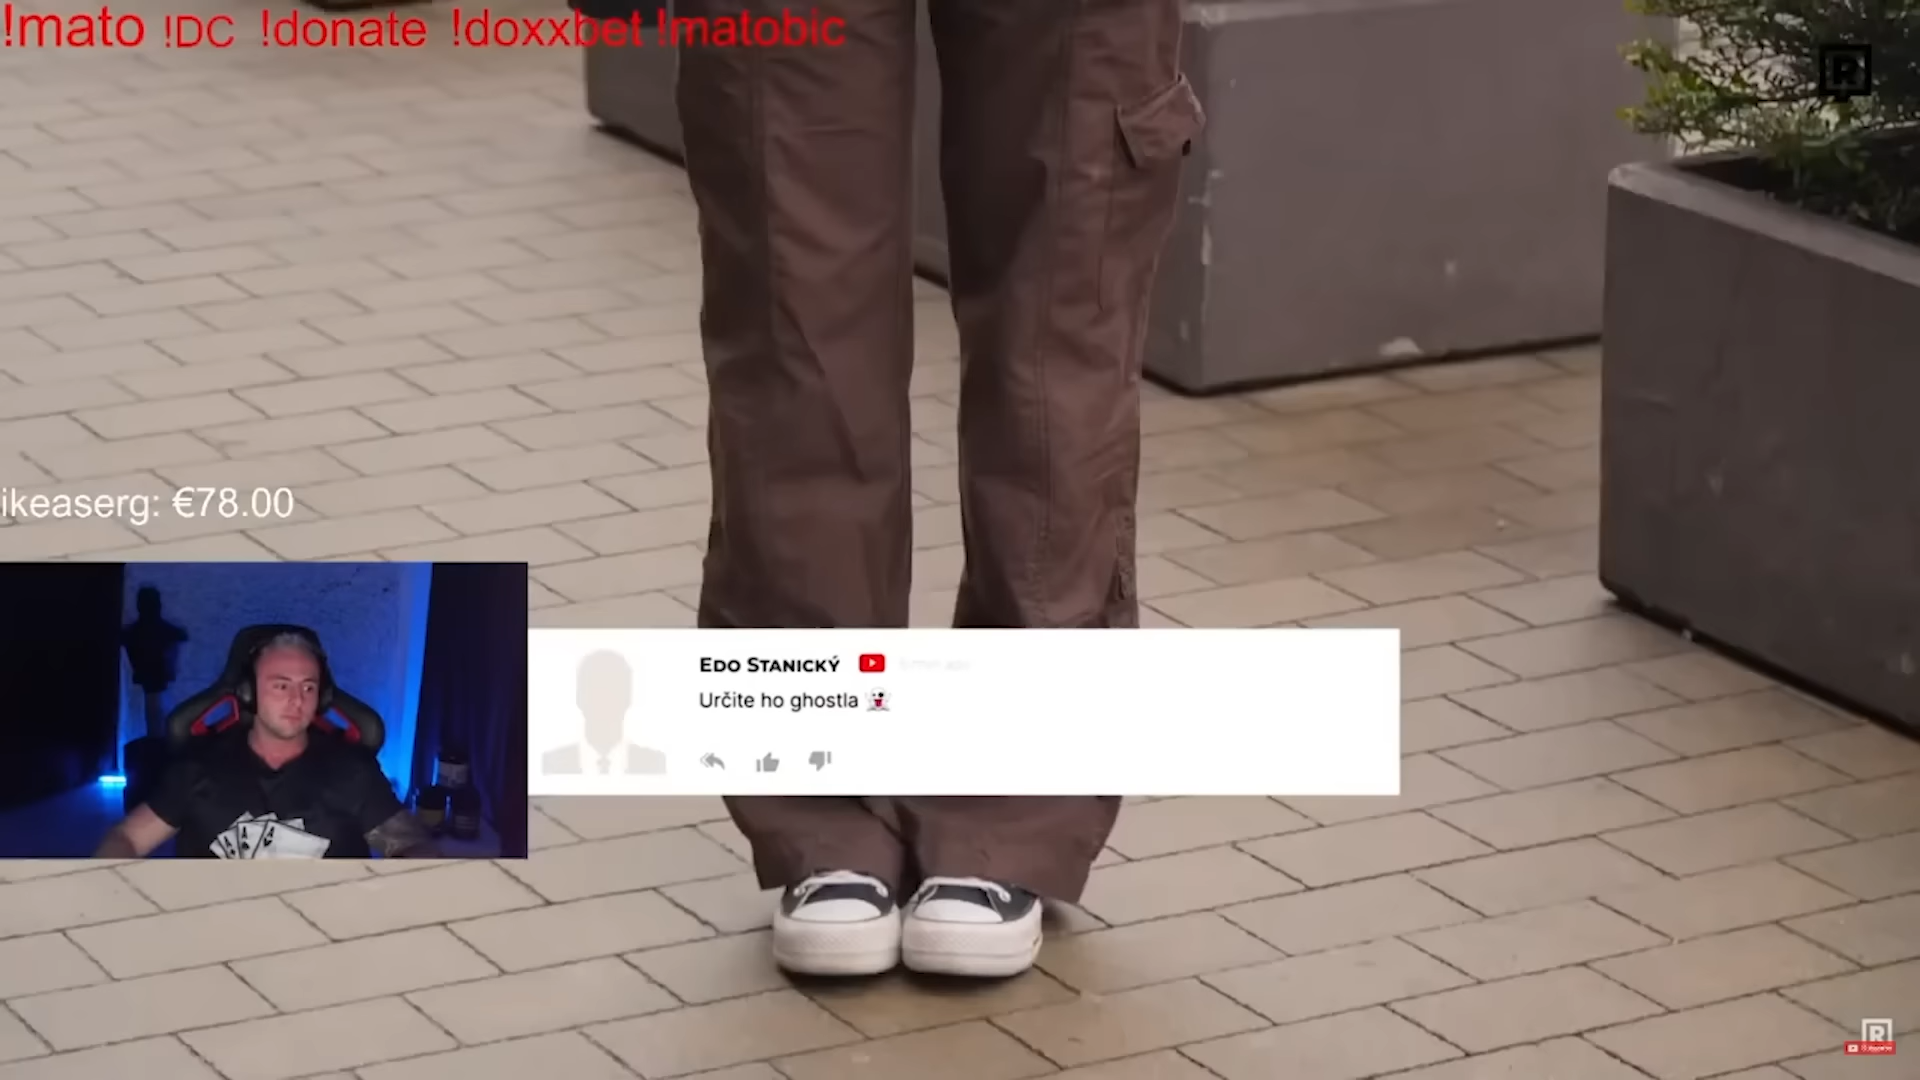 !mato !DC !donate !doxxbet !matobic
R
ikeaserg: €78.00
Edo Stanický
Určite ho ghostla 👻
A A A
R